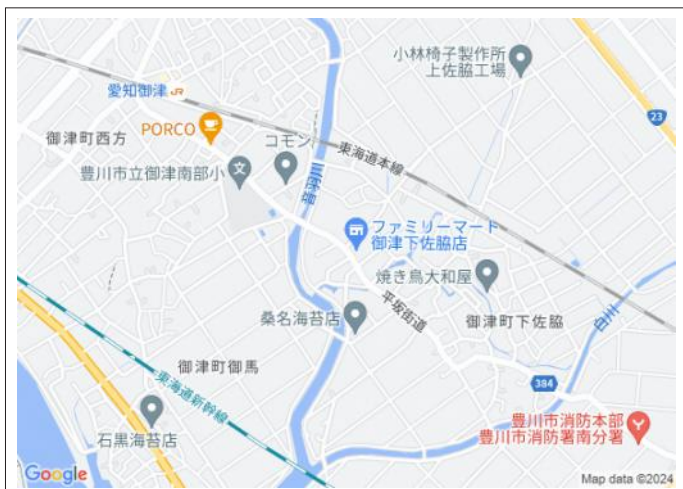 小林椅子製作所
上佐脇工場
愛知御津
JR
23
PORCO
コモン
御津町西方
東海道本線
豊川市立御津南部小
文
音羽川
ファミリーマート
御津下佐脇店
焼き鳥大和屋
桑名海苔店
平坂街道
御津町下佐脇
御津町御馬
東海道新幹線
384
石黒海苔店
豊川市消防本部
豊川市消防署南分署
Google
Map data ©2024